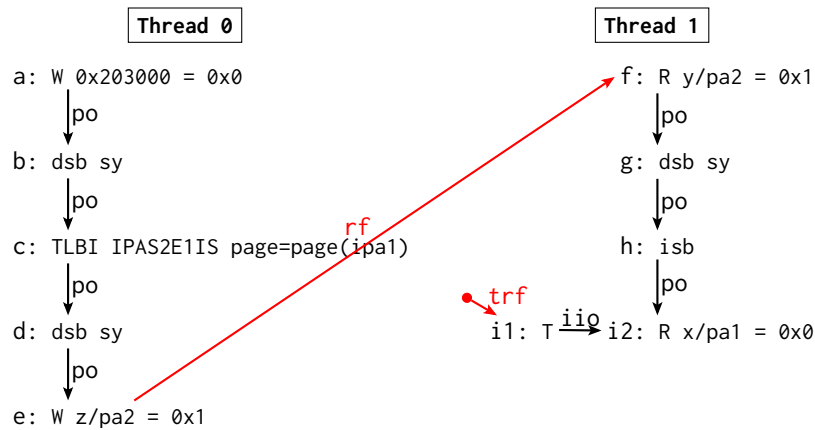 Thread 0
Thread 1
a: W 0x203000 = 0x0
f: R y/pa2 = 0x1
po
po
b: dsb sy
g: dsb sy
po
po
rf
c: TLBI IPAS2E1IS page=page(ipa1)
h: isb
po
po
trf
d: dsb sy
i1: T
iio
i2: R x/pa1 = 0x0
po
e: W z/pa2 = 0x1